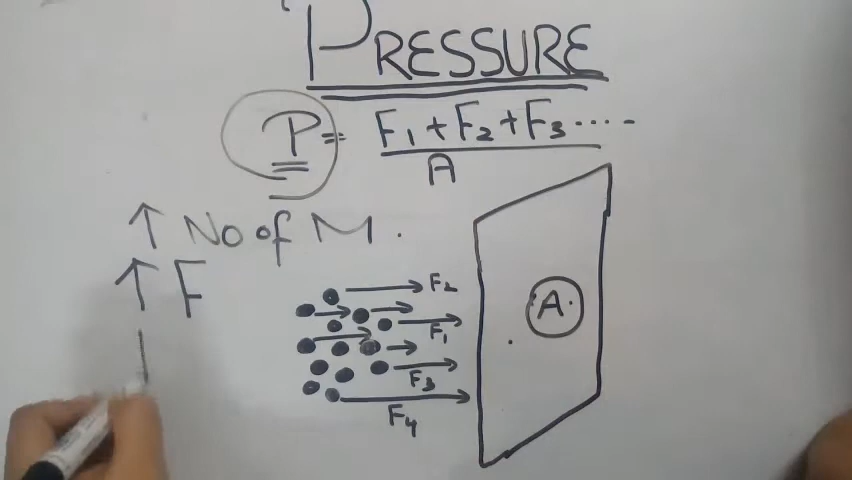 PRESSURE
P = F₁ + F₂ + F₃ ....
A
↑ No of M.
↑ F
F₂
F₁
F₃
F₄
A